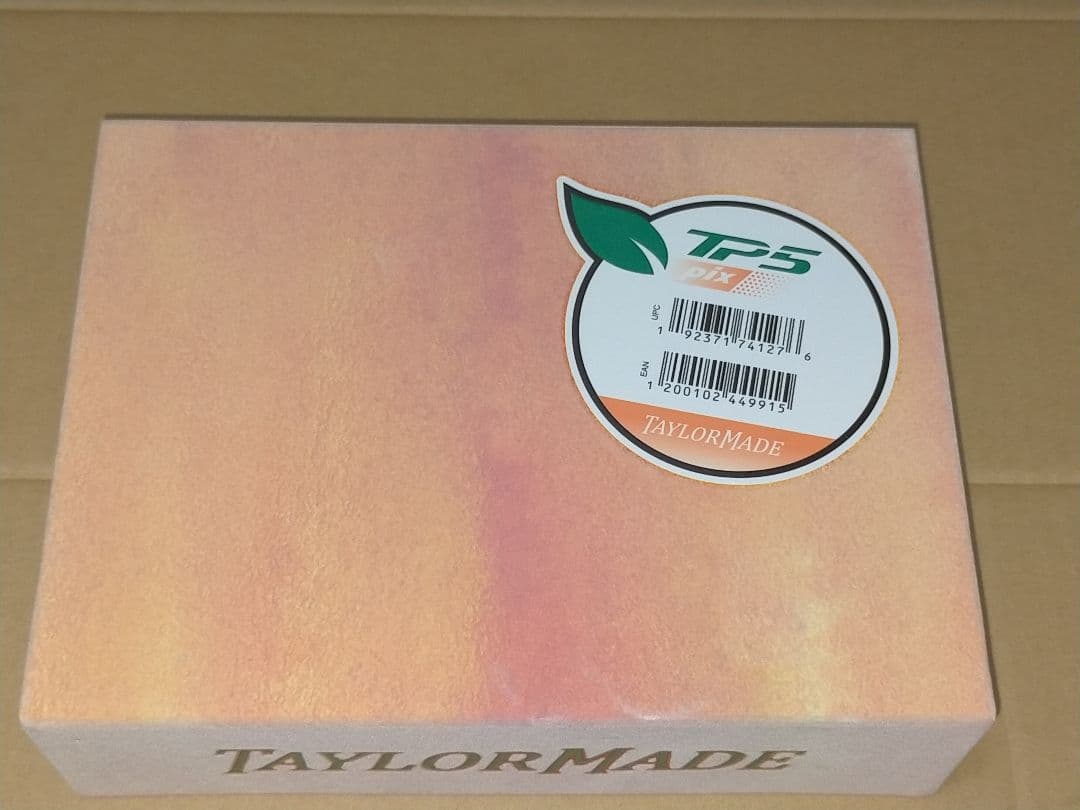 TP5
pix
UPC
1 92371 74127 6
EAN
1 200102 449915
TAYLORMADE
TAYLORMADE